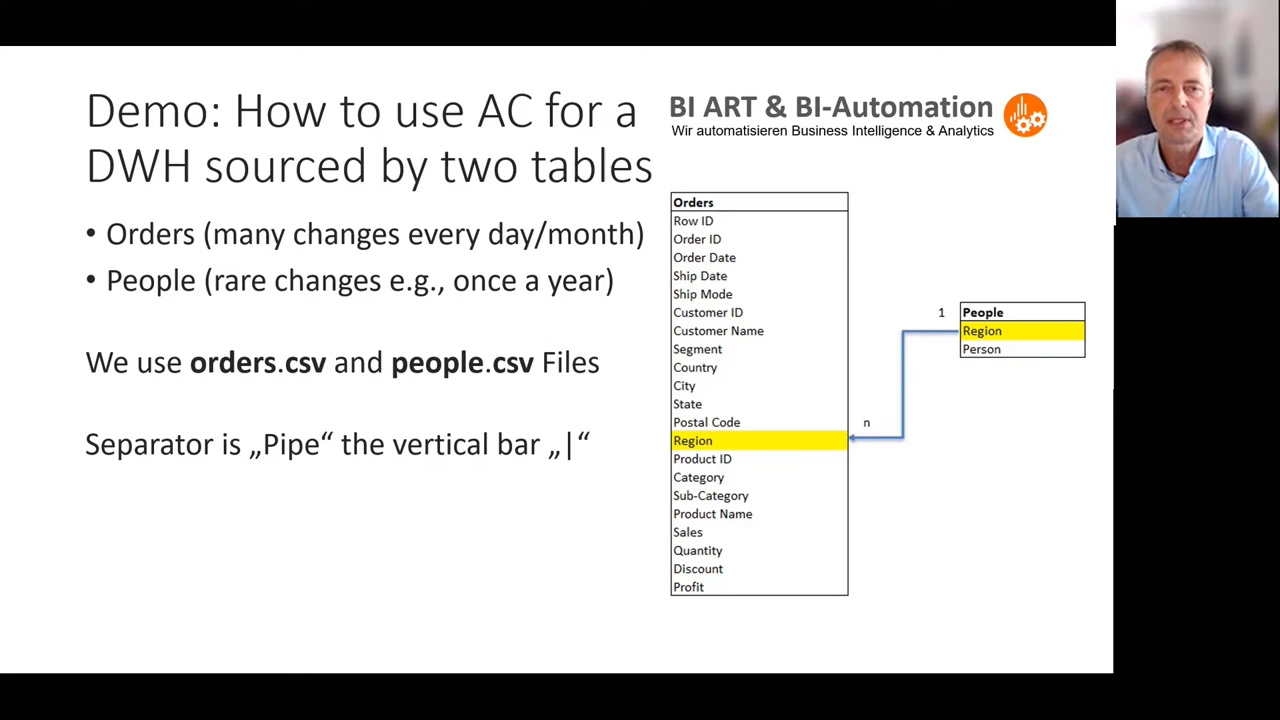 Demo: How to use AC for a
DWH sourced by two tables
• Orders (many changes every day/month)
• People (rare changes e.g., once a year)
We use orders.csv and people.csv Files
Separator is „Pipe“ the vertical bar „|“
BI ART & BI-Automation
Wir automatisieren Business Intelligence & Analytics
Orders
Row ID
Order ID
Order Date
Ship Date
Ship Mode
Customer ID
Customer Name
Segment
Country
City
State
Postal Code
Region
Product ID
Category
Sub-Category
Product Name
Sales
Quantity
Discount
Profit
n
1
People
Region
Person